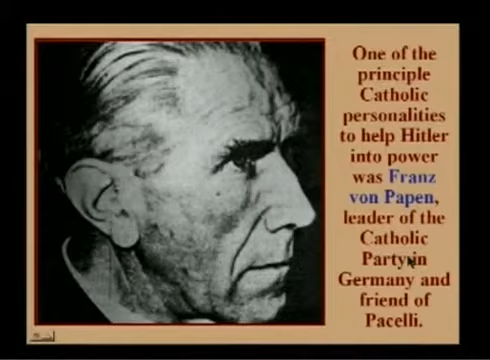 One of the
principle
Catholic
personalities
to help Hitler
into power
was Franz
von Papen,
leader of the
Catholic
Party in
Germany and
friend of
Pacelli.